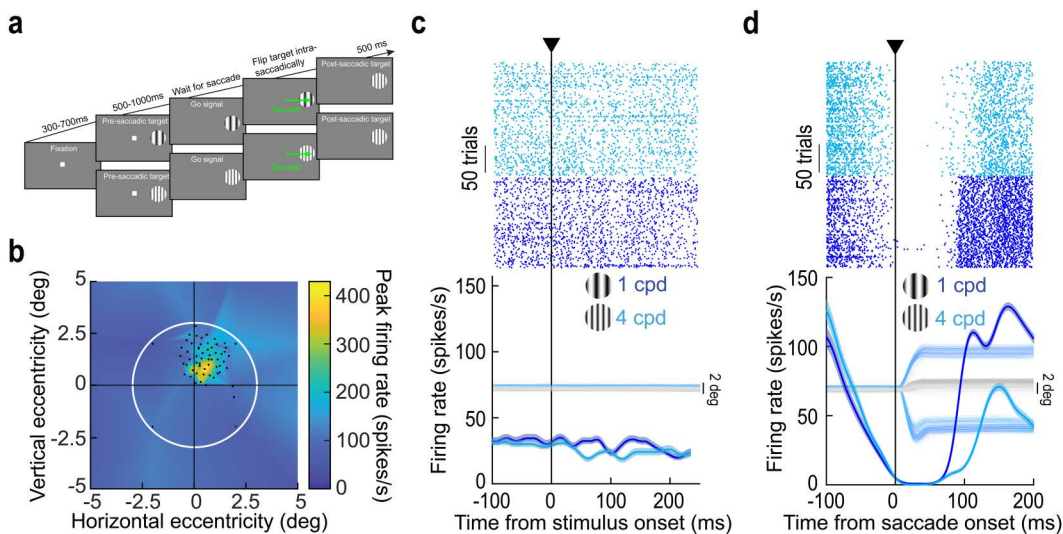 a
300-700ms
500-1000ms
Wait for saccade
Flip target intra-
saccadically
500 ms
Fixation
Pre-saccadic target
Go signal
Post-saccadic target
Pre-saccadic target
Go signal
Post-saccadic target
b
5
2.5
0
-2.5
-5
-5
-2.5
0
2.5
5
Vertical eccentricity (deg)
Horizontal eccentricity (deg)
400
300
200
100
0
Peak firing rate (spikes/s)
c
50 trials
1 cpd
4 cpd
150
100
50
0
Firing rate (spikes/s)
2 deg
-100
0
100
200
Time from stimulus onset (ms)
d
50 trials
1 cpd
4 cpd
150
100
50
0
Firing rate (spikes/s)
2 deg
-100
0
100
200
Time from saccade onset (ms)